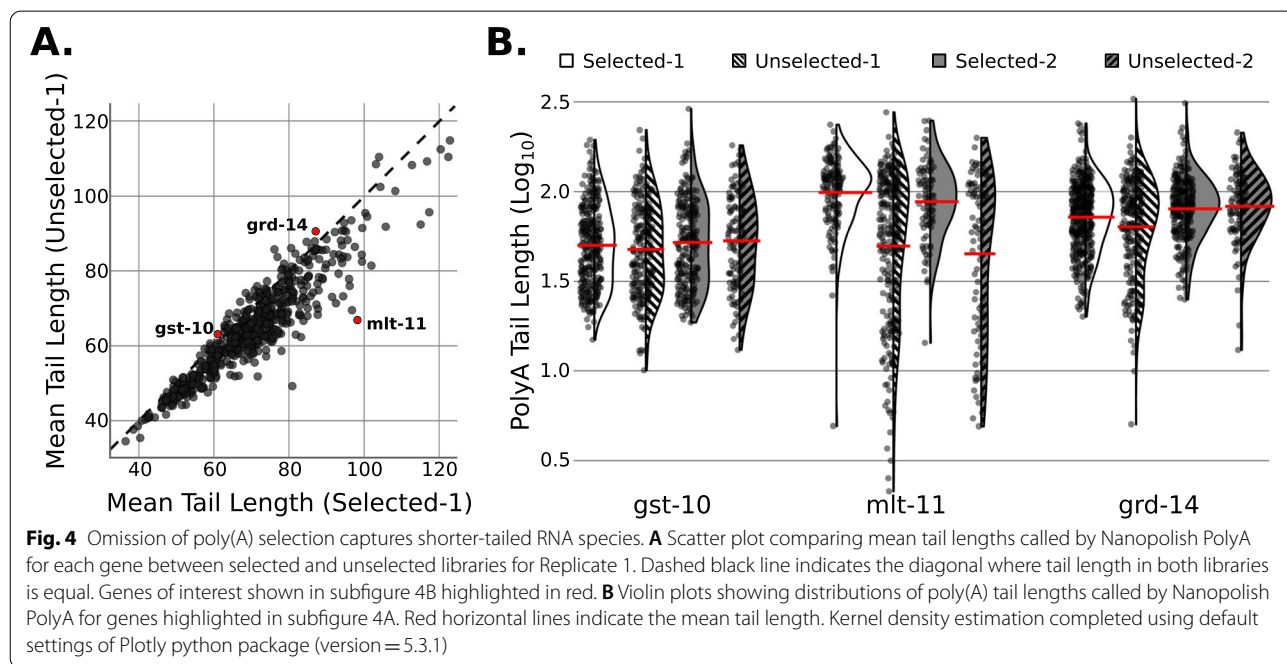 A.
Mean Tail Length (Unselected-1)
120
100
80
60
40
grd-14
gst-10
mlt-11
40 60 80 100 120
Mean Tail Length (Selected-1)
B.
Selected-1 Unselected-1 Selected-2 Unselected-2
PolyA Tail Length (Log10)
2.5
2.0
1.5
1.0
0.5
gst-10 mlt-11 grd-14
Fig. 4 Omission of poly(A) selection captures shorter-tailed RNA species. A Scatter plot comparing mean tail lengths called by Nanopolish PolyA
for each gene between selected and unselected libraries for Replicate 1. Dashed black line indicates the diagonal where tail length in both libraries
is equal. Genes of interest shown in subfigure 4B highlighted in red. B Violin plots showing distributions of poly(A) tail lengths called by Nanopolish
PolyA for genes highlighted in subfigure 4A. Red horizontal lines indicate the mean tail length. Kernel density estimation completed using default
settings of Plotly python package (version = 5.3.1)